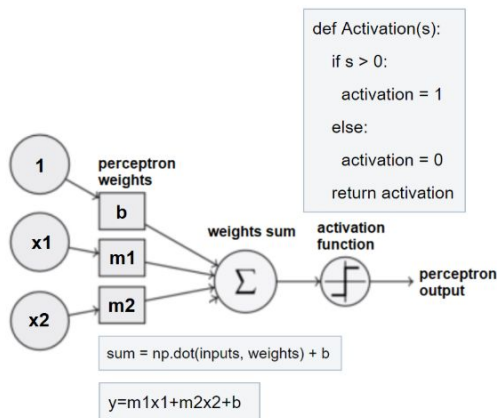 def Activation(s):
if s > 0:
activation = 1
else:
activation = 0
return activation
1
perceptron
weights
b
x1
m1
x2
m2
weights sum
Σ
activation
function
perceptron
output
sum = np.dot(inputs, weights) + b
y=m1x1+m2x2+b